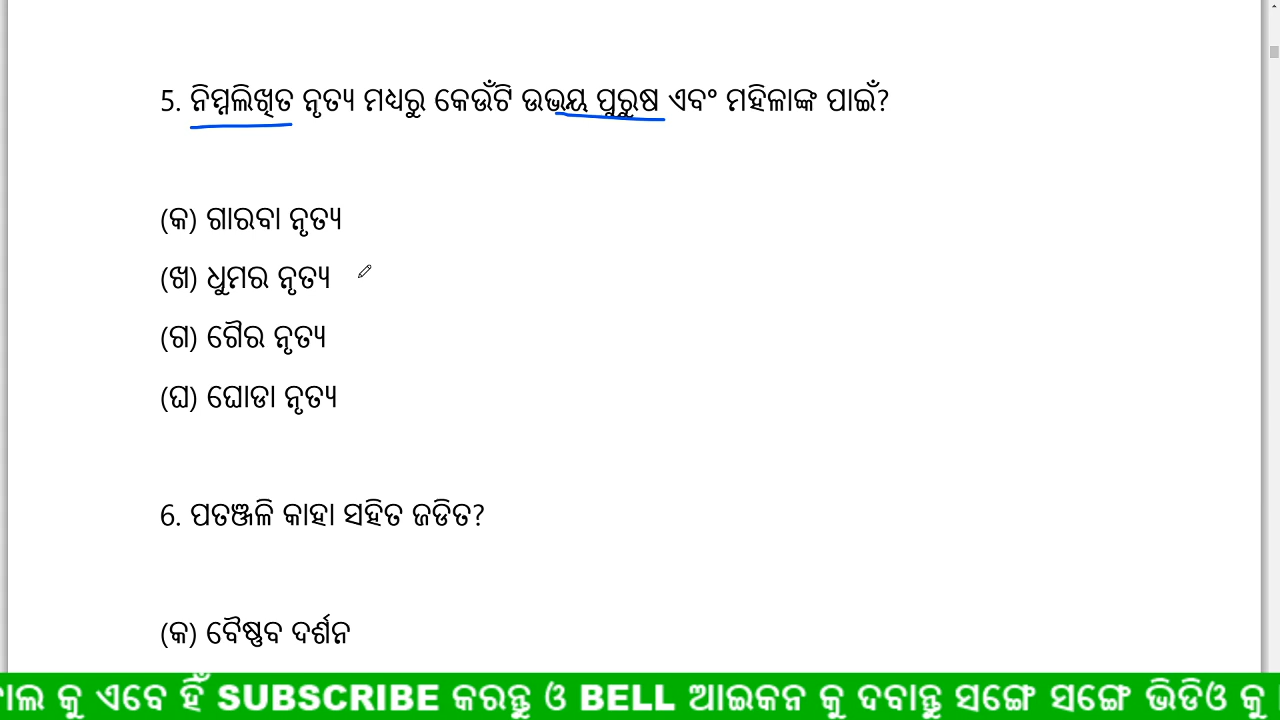 5. ନିମ୍ନଲିଖିତ ନୃତ୍ୟ ମଧ୍ୟରୁ କେଉଁଟି ଉଭୟ ପୁରୁଷ ଏବଂ ମହିଳାଙ୍କ ପାଇଁ?
(କ) ଗାରବା ନୃତ୍ୟ
(ଖ) ଧୁମର ନୃତ୍ୟ
(ଗ) ଗୈର ନୃତ୍ୟ
(ଘ) ଘୋଡା ନୃତ୍ୟ
6. ପତଞ୍ଜଳି କାହା ସହିତ ଜଡିତ?
(କ) ବୈଷ୍ଣବ ଦର୍ଶନ
କୁ ଏବେ ହିଁ SUBSCRIBE କରନ୍ତୁ ଓ BELL ଆଇକନ କୁ ଦବାନ୍ତୁ ସଙ୍ଗେ ସଙ୍ଗେ ଭିଡିଓ କୁ